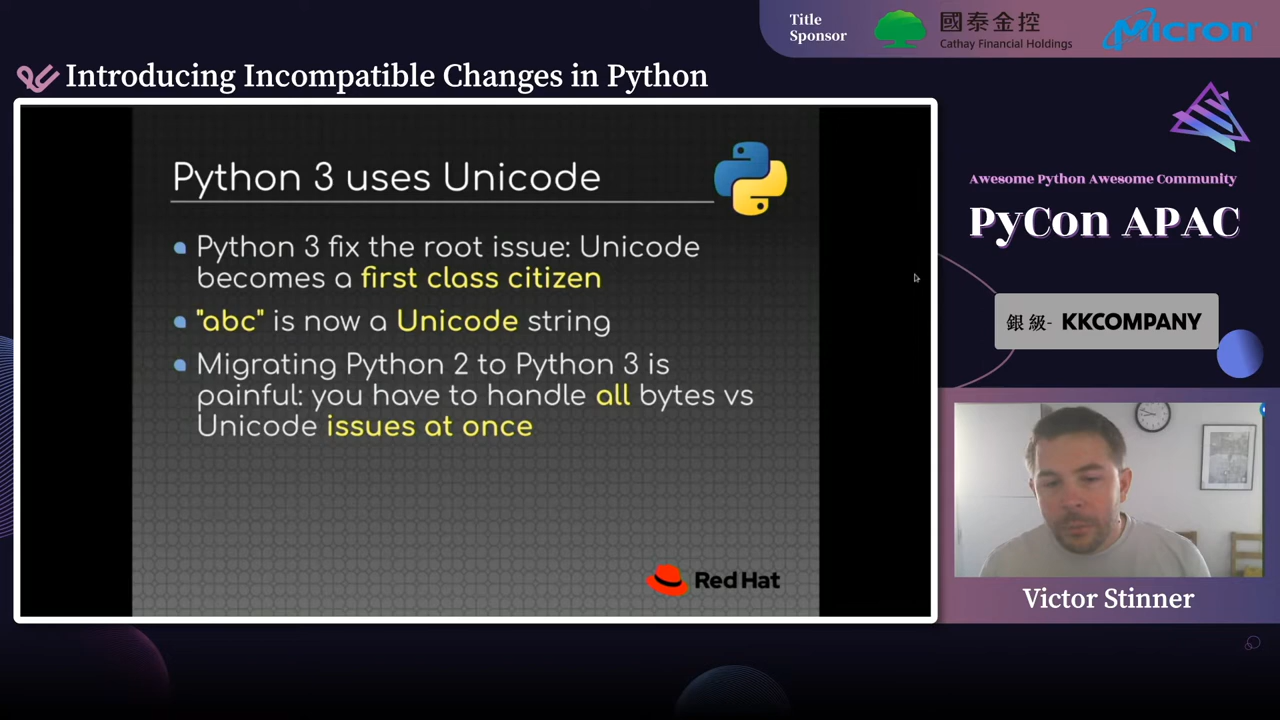 Title
Sponsor
國泰金控
Cathay Financial Holdings
Micron
Introducing Incompatible Changes in Python
Python 3 uses Unicode
Python 3 fix the root issue: Unicode
becomes a first class citizen
"abc" is now a Unicode string
Migrating Python 2 to Python 3 is
painful: you have to handle all bytes vs
Unicode issues at once
Red Hat
Awesome Python Awesome Community
PyCon APAC
銀級- KKCOMPANY
Victor Stinner